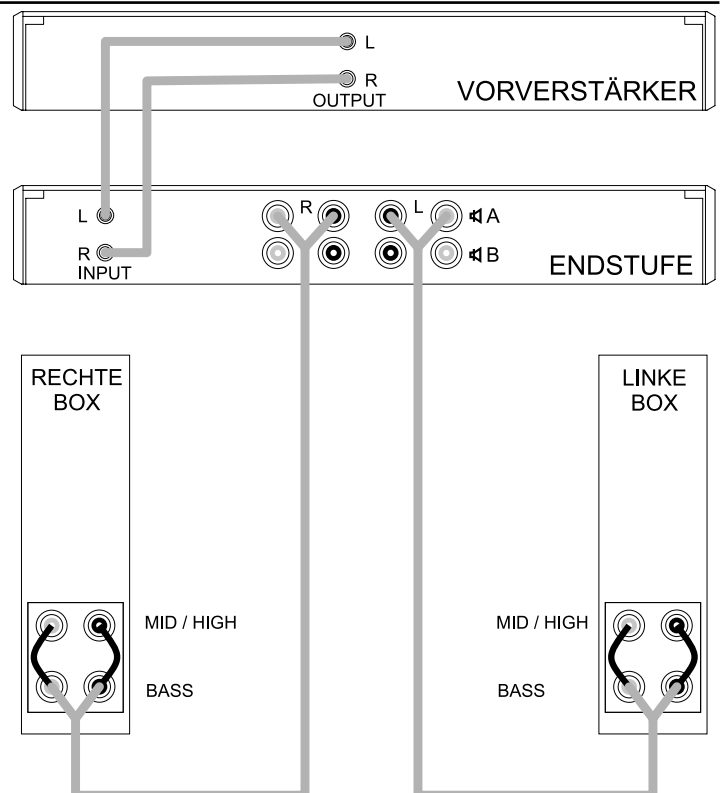 L
R
OUTPUT
VORVERSTÄRKER
L
R
INPUT
R
L
A
B
ENDSTUFE
RECHTE
BOX
LINKE
BOX
MID / HIGH
BASS
MID / HIGH
BASS